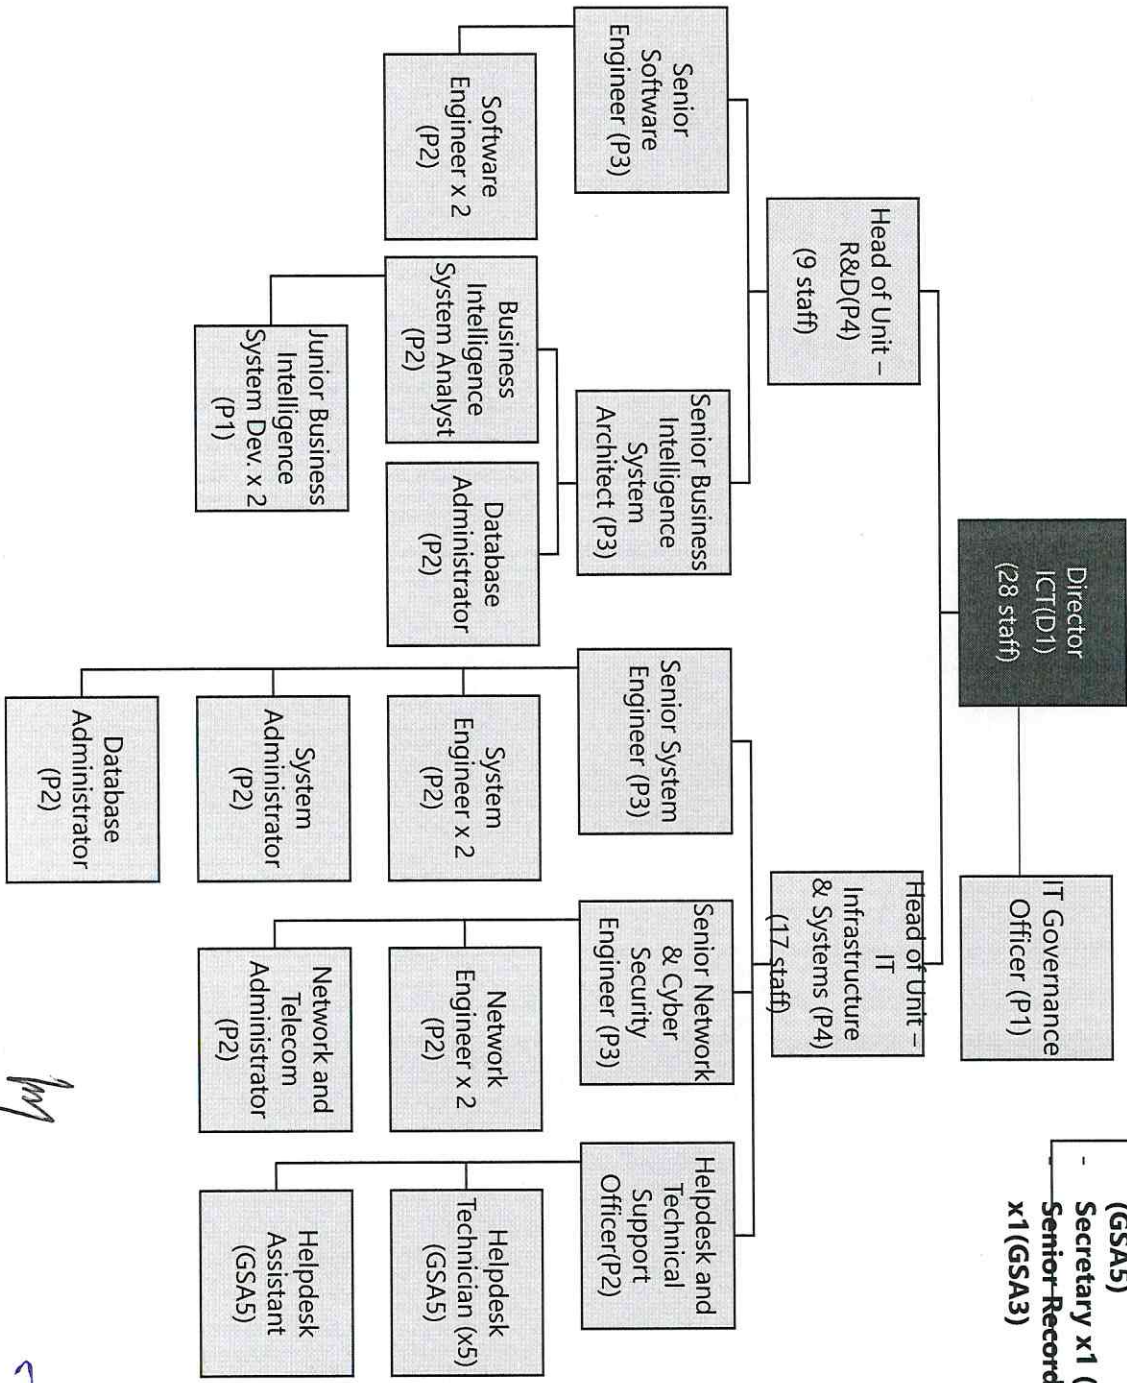 (GSA5)
- Secretary x1 (
- Senior Record
x1(GSA3)
Director
ICT(D1)
(28 staff)
IT Governance
Officer (P1)
Head of Unit –
R&D(P4)
(9 staff)
Head of Unit –
IT
Infrastructure
& Systems (P4)
(17 staff)
Senior
Software
Engineer (P3)
Senior Business
Intelligence
System
Architect (P3)
Senior System
Engineer (P3)
Senior Network
& Cyber
Security
Engineer (P3)
Helpdesk and
Technical
Support
Officer(P2)
Software
Engineer x 2
(P2)
Business
Intelligence
System Analyst
(P2)
Database
Administrator
(P2)
System
Engineer x 2
(P2)
Network
Engineer x 2
(P2)
Helpdesk
Technician (x5)
(GSA5)
Junior Business
Intelligence
System Dev. x 2
(P1)
System
Administrator
(P2)
Network and
Telecom
Administrator
(P2)
Helpdesk
Assistant
(GSA5)
Database
Administrator
(P2)